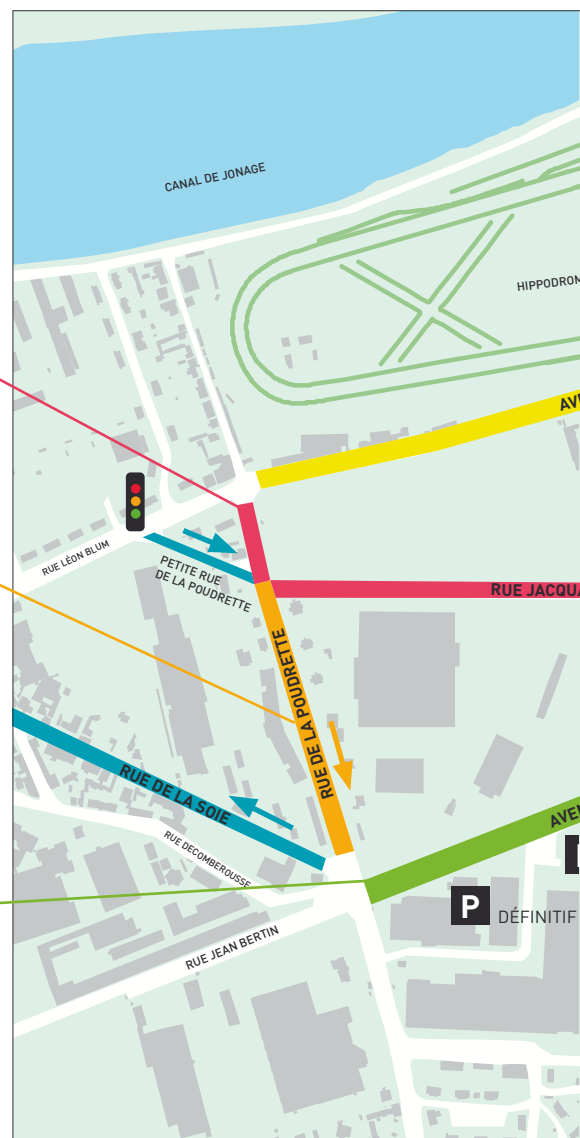 CANAL DE JONAGE
HIPPODROM
AVE
RUE LÉON BLUM
PETITE RUE
DE LA POUDRETTE
RUE JACQUA
RUE DE LA POUDRETTE
RUE DE LA SOIE
AVEN
RUE DECOMBEROUSSE
P DÉFINITIF
RUE JEAN BERTIN